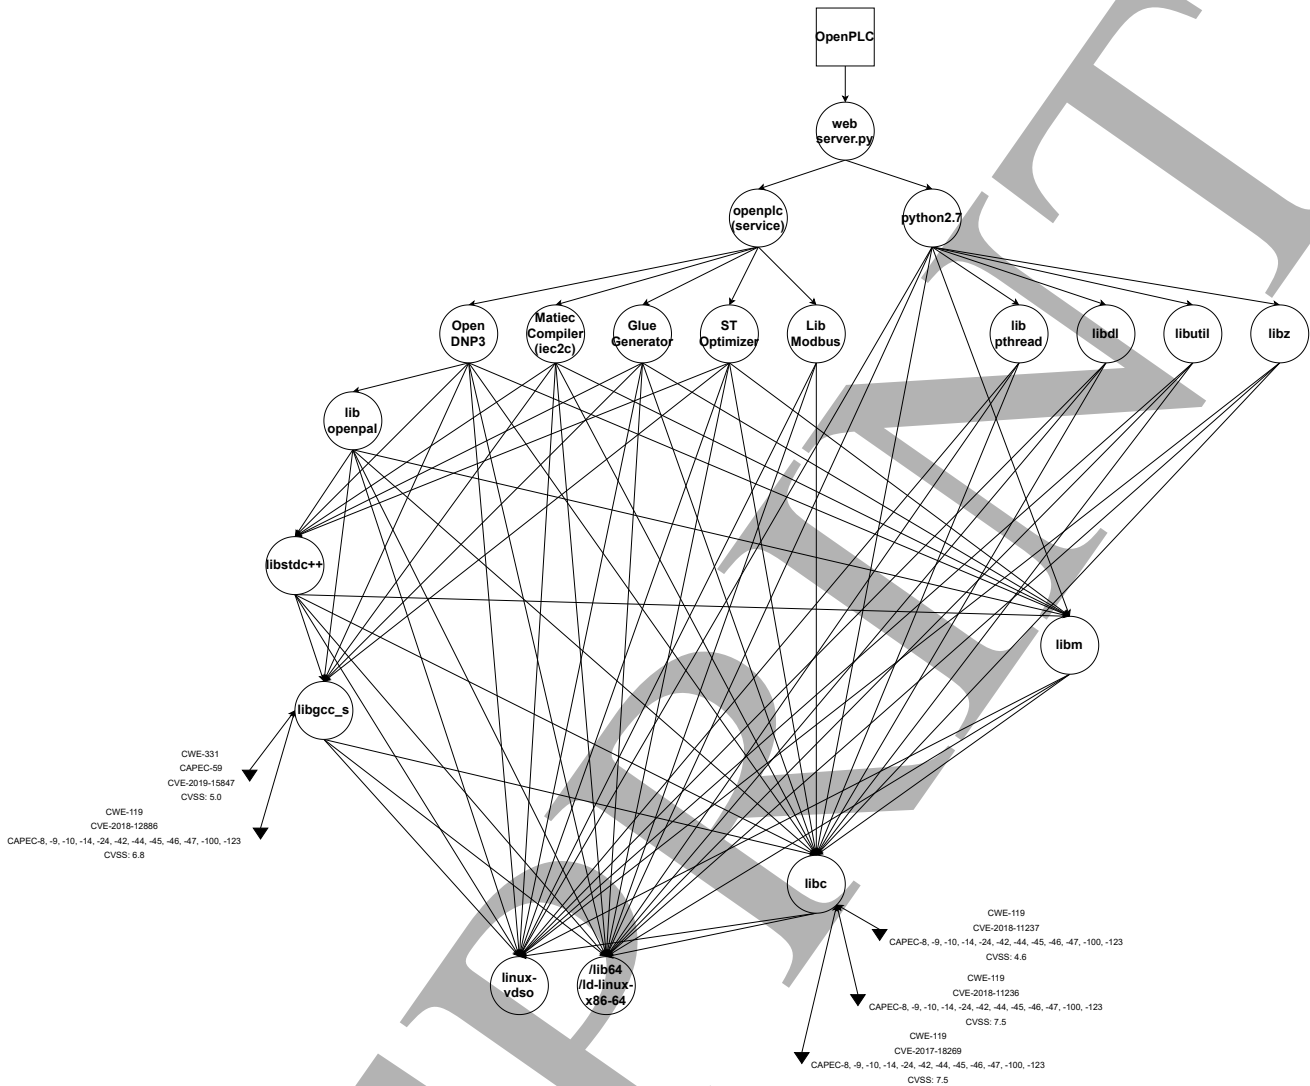 OpenPLC
web
server.py
openplc
(service)
python2.7
Open
DNP3
Matiec
Compiler
(iec2c)
Glue
Generator
ST
Optimizer
Lib
Modbus
lib
pthread
libdl
libutil
libz
lib
openpal
libstdc++
libm
libgcc_s
CWE-331
CAPEC-59
CVE-2019-15847
CVSS: 5.0
CWE-119
CVE-2018-12886
CAPEC-8, -9, -10, -14, -24, -42, -44, -45, -46, -47, -100, -123
CVSS: 6.8
libc
CWE-119
CVE-2018-11237
CAPEC-8, -9, -10, -14, -24, -42, -44, -45, -46, -47, -100, -123
CVSS: 4.6
linux-
vdso
/lib64
/ld-linux-
x86-64
CWE-119
CVE-2018-11236
CAPEC-8, -9, -10, -14, -24, -42, -44, -45, -46, -47, -100, -123
CVSS: 7.5
CWE-119
CVE-2017-18269
CAPEC-8, -9, -10, -14, -24, -42, -44, -45, -46, -47, -100, -123
CVSS: 7.5